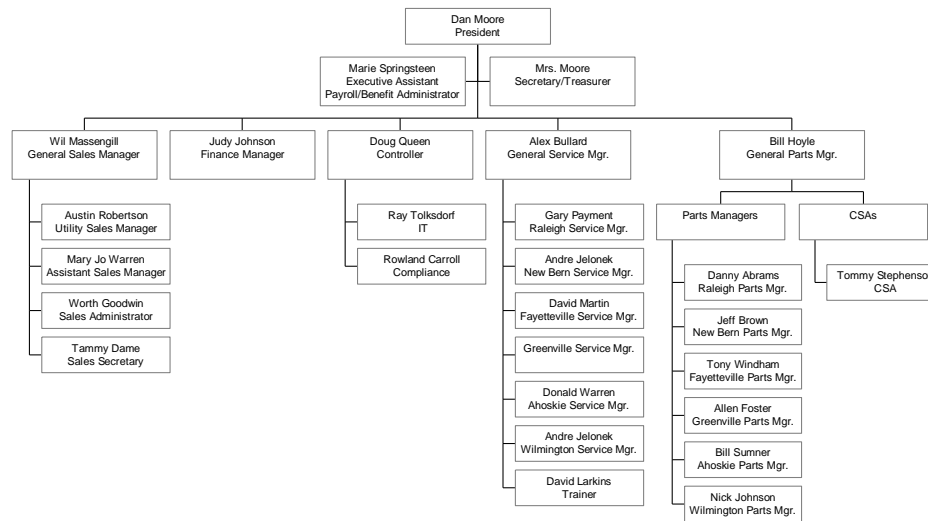 Dan Moore
President
Marie Springsteen
Executive Assistant
Payroll/Benefit Administrator
Mrs. Moore
Secretary/Treasurer
Wil Massengill
General Sales Manager
Judy Johnson
Finance Manager
Doug Queen
Controller
Alex Bullard
General Service Mgr.
Bill Hoyle
General Parts Mgr.
Austin Robertson
Utility Sales Manager
Mary Jo Warren
Assistant Sales Manager
Worth Goodwin
Sales Administrator
Tammy Dame
Sales Secretary
Ray Tolksdorf
IT
Rowland Carroll
Compliance
Gary Payment
Raleigh Service Mgr.
Andre Jelonek
New Bern Service Mgr.
David Martin
Fayetteville Service Mgr.
Greenville Service Mgr.
Donald Warren
Ahoskie Service Mgr.
Andre Jelonek
Wilmington Service Mgr.
David Larkins
Trainer
Parts Managers
Danny Abrams
Raleigh Parts Mgr.
Jeff Brown
New Bern Parts Mgr.
Tony Windham
Fayetteville Parts Mgr.
Allen Foster
Greenville Parts Mgr.
Bill Sumner
Ahoskie Parts Mgr.
Nick Johnson
Wilmington Parts Mgr.
CSAs
Tommy Stephenso
CSA